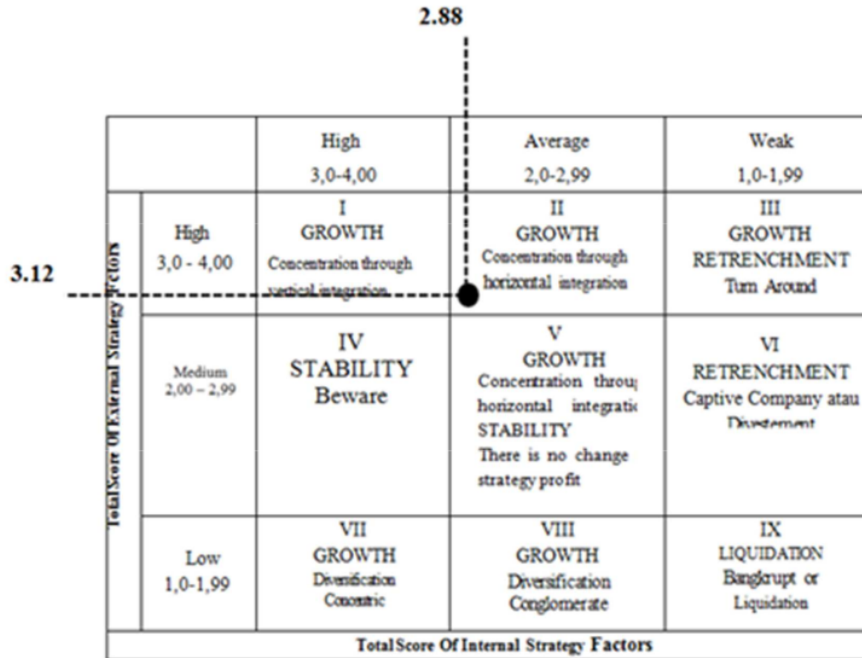 2.88
High Average Weak
3,0-4,00 2,0-2,99 1,0-1,99
3.12
Total Score Of External Strategy Factors
High
3,0 - 4,00
I
GROWTH
Concentration through
vertical integration
II
GROWTH
Concentration through
horizontal integration
III
GROWTH
RETRENCHMENT
Turn Around
Medium
2,00 – 2,99
IV
STABILITY
Beware
V
GROWTH
Concentration throu
horizontal integratic
STABILITY
There is no change
strategy profit
VI
RETRENCHMENT
Captive Company atau
Divestement
Low
1,0-1,99
VII
GROWTH
Diversification
Concentric
VIII
GROWTH
Diversification
Conglomerate
IX
LIQUIDATION
Bangkrupt or
Liquidation
Total Score Of Internal Strategy Factors